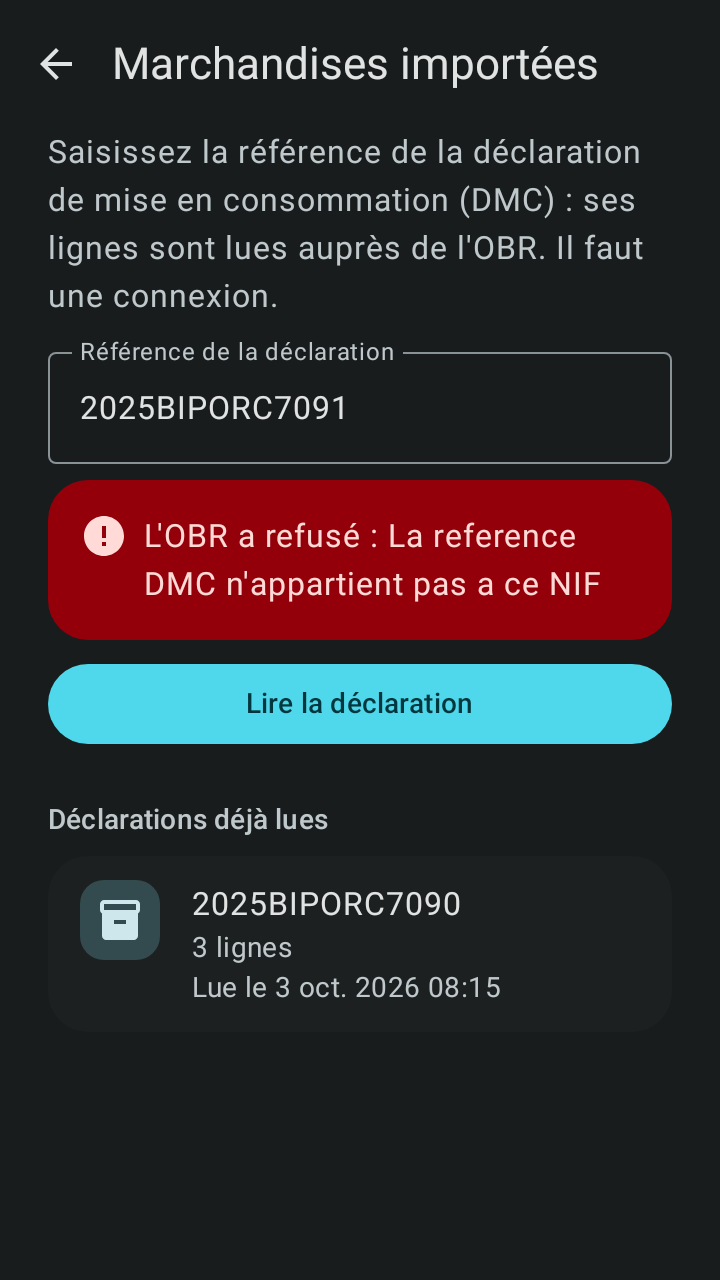 Marchandises importées
Saisissez la référence de la déclaration
de mise en consommation (DMC) : ses
lignes sont lues auprès de l'OBR. Il faut
une connexion.
Référence de la déclaration
2025BIPORC7091
L'OBR a refusé : La reference
DMC n'appartient pas a ce NIF
Lire la déclaration
Déclarations déjà lues
2025BIPORC7090
3 lignes
Lue le 3 oct. 2026 08:15